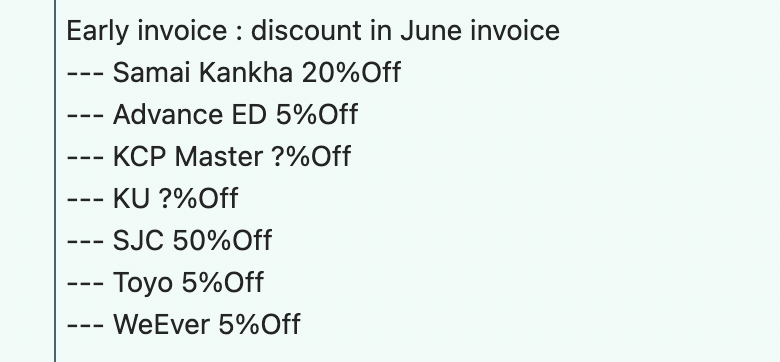 Early invoice : discount in June invoice
--- Samai Kankha 20%Off
--- Advance ED 5%Off
--- KCP Master ?%Off
--- KU ?%Off
--- SJC 50%Off
--- Toyo 5%Off
--- WeEver 5%Off